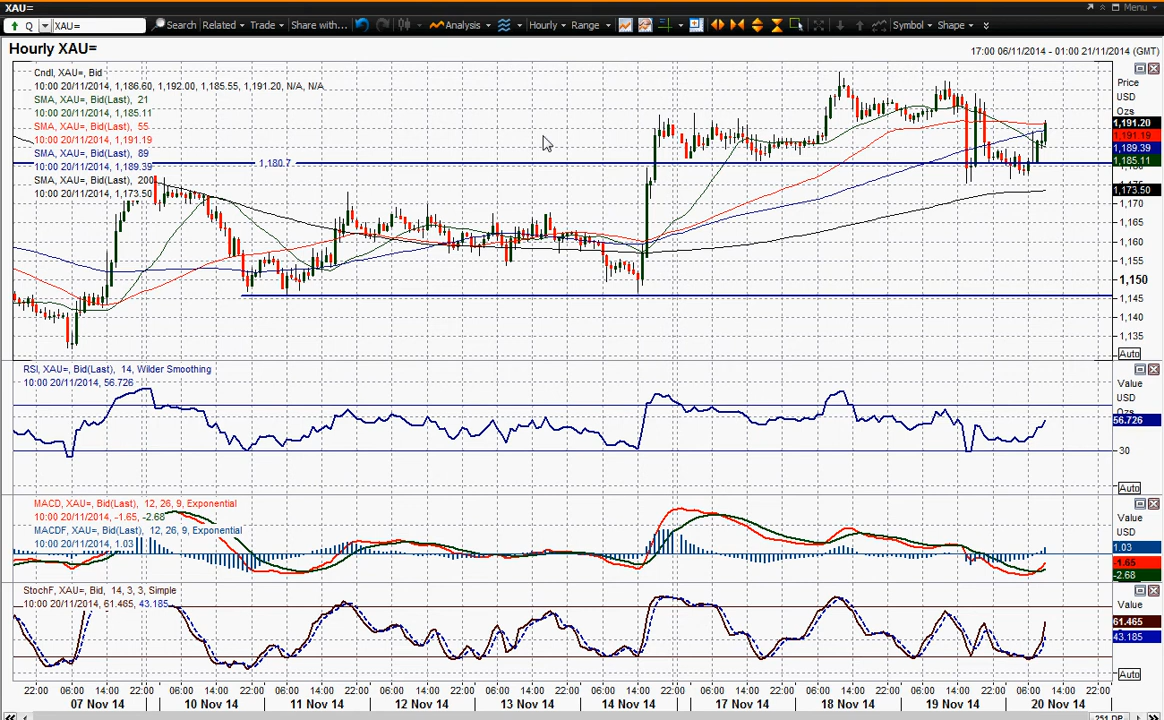 XAU=
Menu
Q XAU= Search Related Trade Share with... Analysis Hourly Range Symbol Shape
Hourly XAU=
17:00 06/11/2014 - 01:00 21/11/2014 (GMT)
Cndl, XAU=, Bid
10:00 20/11/2014, 1,186.60, 1,192.00, 1,185.55, 1,191.20, N/A, N/A
SMA, XAU=, Bid(Last), 21
10:00 20/11/2014, 1,185.11
SMA, XAU=, Bid(Last), 55
10:00 20/11/2014, 1,191.19
SMA, XAU=, Bid(Last), 89
10:00 20/11/2014, 1,189.39
SMA, XAU=, Bid(Last), 200
10:00 20/11/2014, 1,173.50
1,180.7
Price
USD
Ozs
1,191.20
1,191.19
1,189.39
1,185.11
1,173.50
1,170
1,165
1,160
1,155
1,150
1,145
1,140
1,135
Auto
RSI, XAU=, Bid(Last), 14, Wilder Smoothing
10:00 20/11/2014, 56.726
Value
USD
Ozs
56.726
30
Auto
MACD, XAU=, Bid(Last), 12, 26, 9, Exponential
10:00 20/11/2014, -1.65, -2.68
MACDF, XAU=, Bid(Last), 12, 26, 9, Exponential
10:00 20/11/2014, 1.03
Value
USD
1.03
-1.65
-2.68
Auto
StochF, XAU=, Bid, 14, 3, 3, Simple
10:00 20/11/2014, 61.465, 43.185
Value
USD
61.465
43.185
Auto
22:00 06:00 14:00 22:00 06:00 14:00 22:00 06:00 14:00 22:00 06:00 14:00 22:00 06:00 14:00 22:00 06:00 14:00 22:00 06:00 14:00 22:00 06:00 14:00 22:00 06:00 14:00 22:00 06:00 14:00 22:00
07 Nov 14 10 Nov 14 11 Nov 14 12 Nov 14 13 Nov 14 14 Nov 14 17 Nov 14 18 Nov 14 19 Nov 14 20 Nov 14